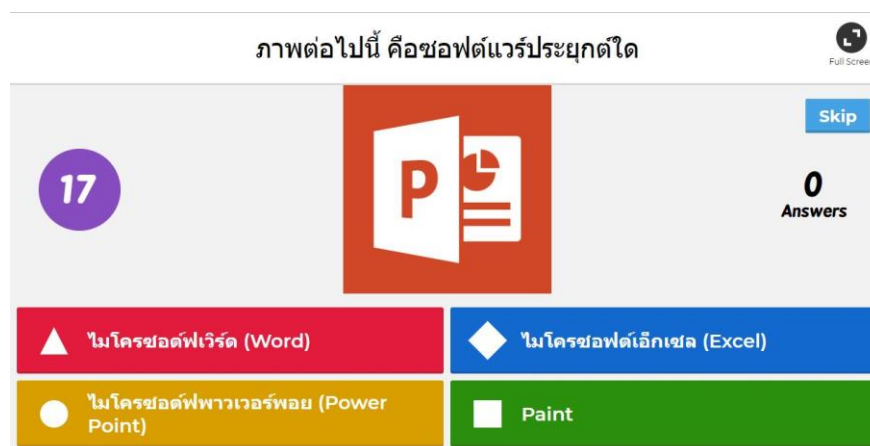 ภาพต่อไปนี้ คือซอฟต์แวร์ประยุกต์ใด
Full Screen
Skip
17
P
0
Answers
ไมโครซอต์ฟเวิร์ด (Word)
ไมโครซอฟต์เอ็กเซล (Excel)
ไมโครซอต์ฟพาวเวอร์พอย (Power
Point)
Paint